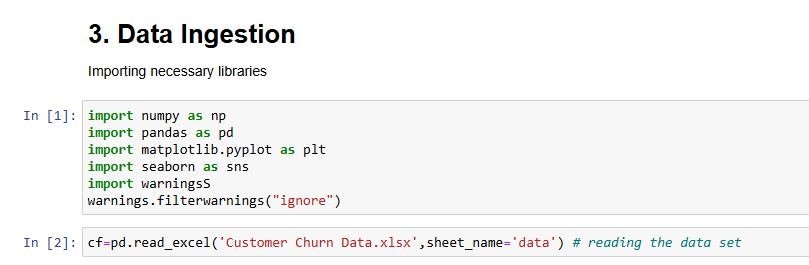 3. Data Ingestion
Importing necessary libraries
In [1]: import numpy as np
import pandas as pd
import matplotlib.pyplot as plt
import seaborn as sns
import warningsS
warnings.filterwarnings("ignore")
In [2]: cf=pd.read_excel('Customer Churn Data.xlsx',sheet_name='data') # reading the data set